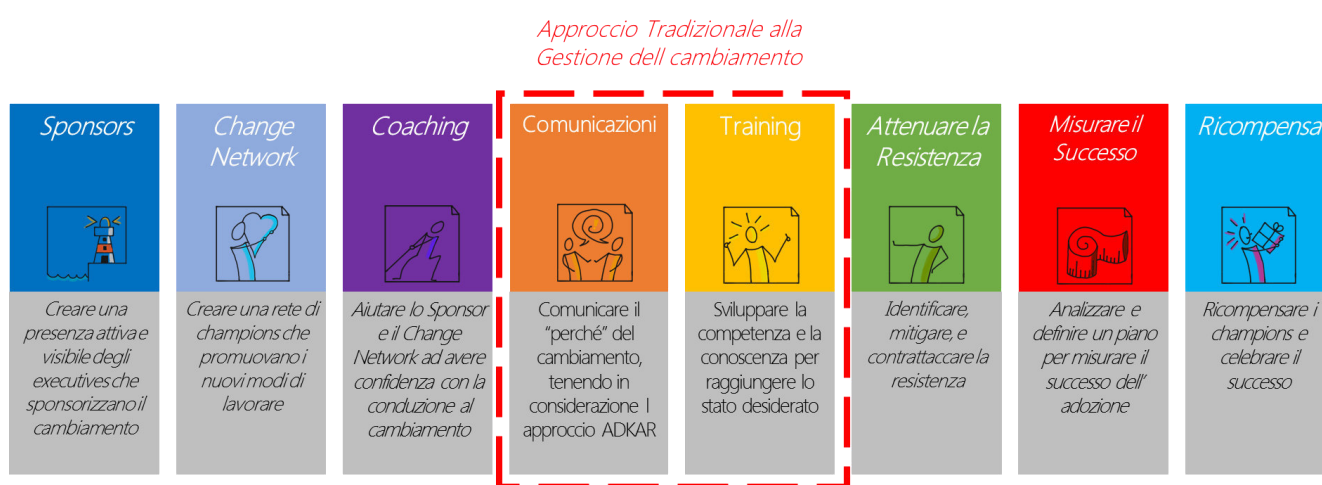 Approccio Tradizionale alla
Gestione dell cambiamento
Sponsors
Creare una
presenza attiva e
visibile degli
executives che
sponsorizzano il
cambiamento
Change
Network
Creare una rete di
champions che
promuovano i
nuovi modi di
lavorare
Coaching
Aiutare lo Sponsor
e il Change
Network ad avere
confidenza con la
conduzione al
cambiamento
Comunicazioni
Comunicare il
"perché" del
cambiamento,
tenendo in
considerazione I
approccio ADKAR
Training
Sviluppare la
competenza e la
conoscenza per
raggiungere lo
stato desiderato
Attenuare la
Resistenza
Identificare,
mitigare, e
contrattaccare la
resistenza
Misurare il
Successo
Analizzare e
definire un piano
per misurare il
successo dell'
adozione
Ricompensa
Ricompensare i
champions e
celebrare il
successo